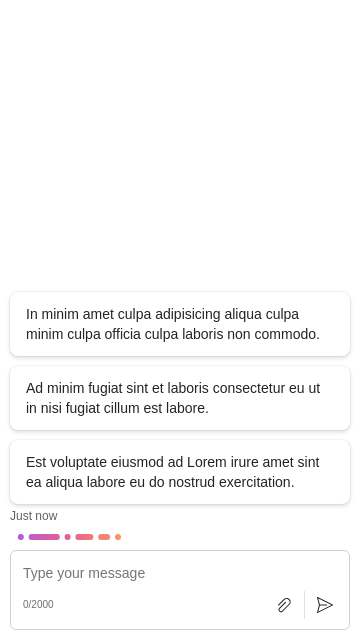 In minim amet culpa adipisicing aliqua culpa
minim culpa officia culpa laboris non commodo.
Ad minim fugiat sint et laboris consectetur eu ut
in nisi fugiat cillum est labore.
Est voluptate eiusmod ad Lorem irure amet sint
ea aliqua labore eu do nostrud exercitation.
Just now
Type your message
0/2000